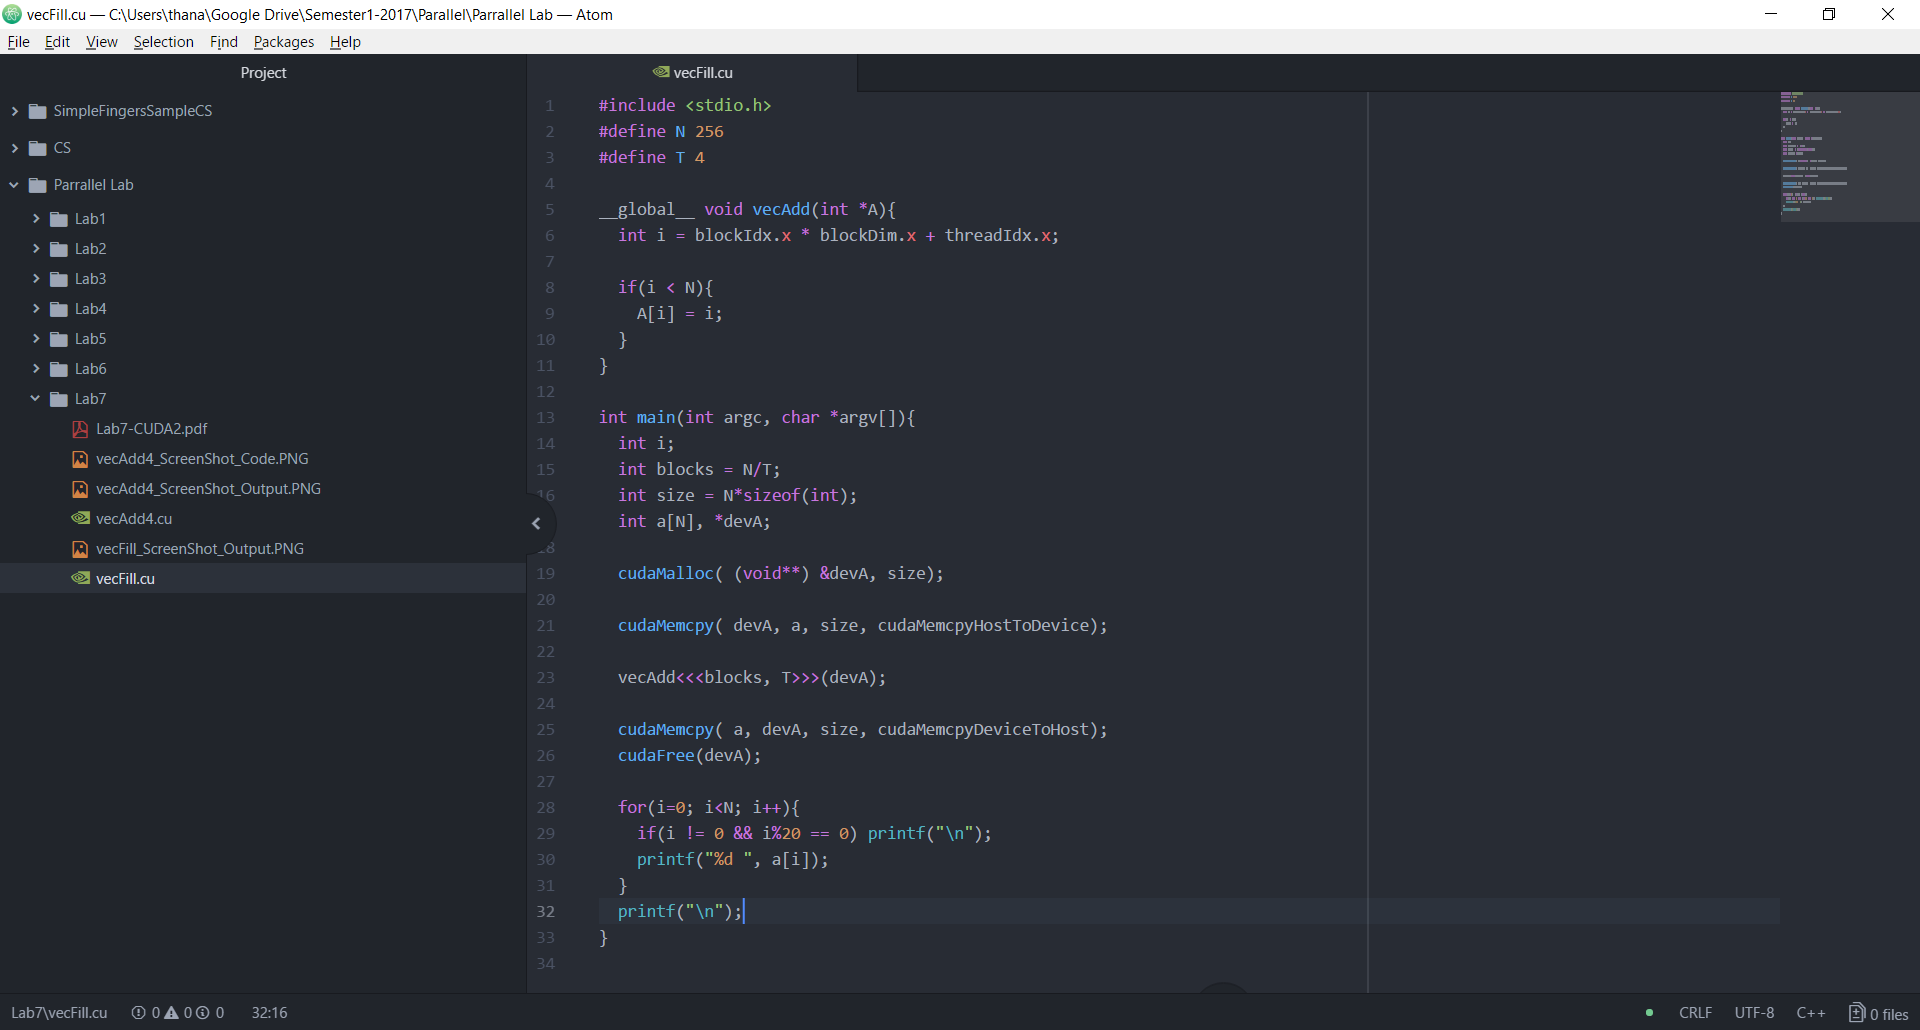 vecFill.cu — C:\Users\thana\Google Drive\Semester1-2017\Parallel\Parrallel Lab — Atom
File Edit View Selection Find Packages Help
Project
SimpleFingersSampleCS
CS
Parrallel Lab
Lab1
Lab2
Lab3
Lab4
Lab5
Lab6
Lab7
Lab7-CUDA2.pdf
vecAdd4_ScreenShot_Code.PNG
vecAdd4_ScreenShot_Output.PNG
vecAdd4.cu
vecFill_ScreenShot_Output.PNG
vecFill.cu
vecFill.cu
1 #include <stdio.h>
2 #define N 256
3 #define T 4
4
5 __global__ void vecAdd(int *A){
6   int i = blockIdx.x * blockDim.x + threadIdx.x;
7
8   if(i < N){
9     A[i] = i;
10   }
11 }
12
13 int main(int argc, char *argv[]){
14   int i;
15   int blocks = N/T;
16   int size = N*sizeof(int);
int a[N], *devA;
8
19   cudaMalloc( (void**) &devA, size);
20
21   cudaMemcpy( devA, a, size, cudaMemcpyHostToDevice);
22
23   vecAdd<<<blocks, T>>>(devA);
24
25   cudaMemcpy( a, devA, size, cudaMemcpyDeviceToHost);
26   cudaFree(devA);
27
28   for(i=0; i<N; i++){
29     if(i != 0 && i%20 == 0) printf("\n");
30     printf("%d ", a[i]);
31   }
32   printf("\n");
33 }
34
Lab7\vecFill.cu 0 0 0 32:16 CRLF UTF-8 C++ 0 files